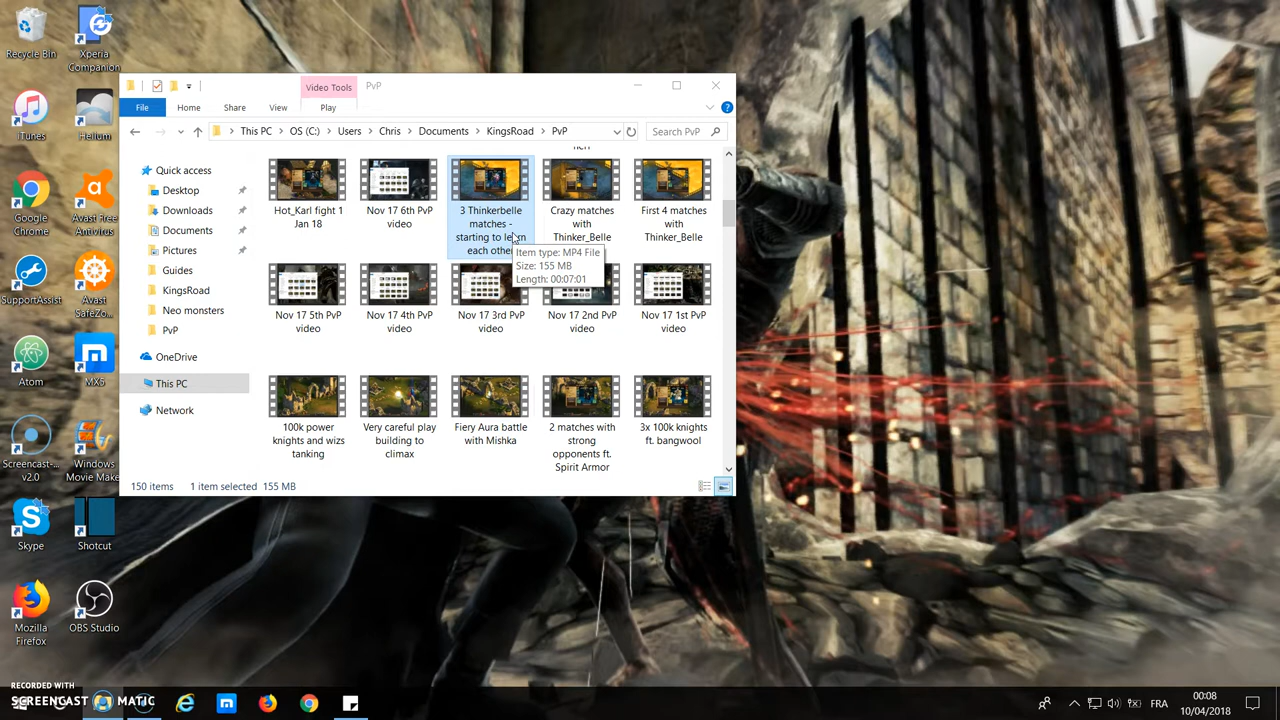 Recycle Bin
Xperia
Companion
iTunes
Helium
Google
Chrome
Avast Free
Antivirus
SupportAssist
Avast
SafeZo...
Atom
MX5
Screencast-...
v2.0
Windows
Movie Make
Skype
Shotcut
Mozilla
Firefox
OBS Studio
Video Tools
PvP
File
Home
Share
View
Play
This PC
OS (C:)
Users
Chris
Documents
KingsRoad
PvP
Search PvP
Quick access
Desktop
Downloads
Documents
Pictures
Guides
KingsRoad
Neo monsters
PvP
OneDrive
This PC
Network
Hot_Karl fight 1
Jan 18
Nov 17 6th PvP
video
3 Thinkerbelle
matches -
starting to learn
each other
Crazy matches
with
Thinker_Belle
First 4 matches
with
Thinker_Belle
Item type: MP4 File
Size: 155 MB
Length: 00:07:01
Nov 17 5th PvP
video
Nov 17 4th PvP
video
Nov 17 3rd PvP
video
Nov 17 2nd PvP
video
Nov 17 1st PvP
video
100k power
knights and wizs
tanking
Very careful play
building to
climax
Fiery Aura battle
with Mishka
2 matches with
strong
opponents ft.
Spirit Armor
3x 100k knights
ft. bangwool
150 items
1 item selected
155 MB
RECORDED WITH
SCREENCAST MATIC
FRA
00:08
10/04/2018